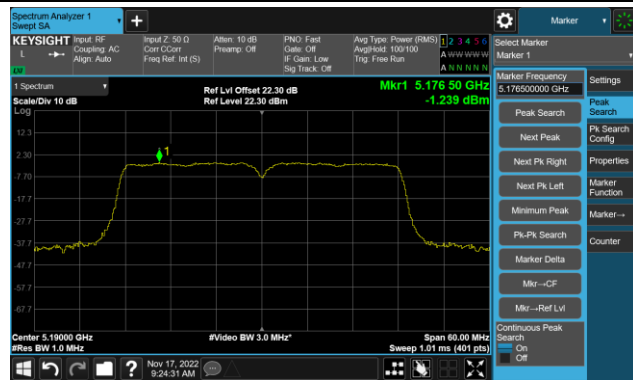 Spectrum Analyzer 1
Swept SA
Marker
KEYSIGHT
L
Input: RF
Coupling: AC
Align: Auto
Input Z: 50 Ω
Corr CCorr
Freq Ref: Int (S)
Atten: 10 dB
Preamp: Off
PNO: Fast
Gate: Off
IF Gain: Low
Sig Track: Off
Avg Type: Power (RMS)
Avg|Hold: 100/100
Trig: Free Run
1 2 3 4 5 6
A W W W W W
A N N N N N
1 Spectrum
Scale/Div 10 dB
Ref Lvl Offset 22.30 dB
Ref Level 22.30 dBm
Mkr1 5.176 50 GHz
-1.239 dBm
Log
12.3
2.30
-7.70
-17.7
-27.7
-37.7
-47.7
-57.7
-67.7
1
Center 5.19000 GHz
#Res BW 1.0 MHz
#Video BW 3.0 MHz*
Span 60.00 MHz
Sweep 1.01 ms (401 pts)
Select Marker
Marker 1
Marker Frequency
5.176500000 GHz
Peak Search
Next Peak
Next Pk Right
Next Pk Left
Minimum Peak
Pk-Pk Search
Marker Delta
Mkr→CF
Mkr→Ref Lvl
Continuous Peak
Search
On
Off
Settings
Peak
Search
Pk Search
Config
Properties
Marker
Function
Marker→
Counter
Nov 17, 2022
9:24:31 AM